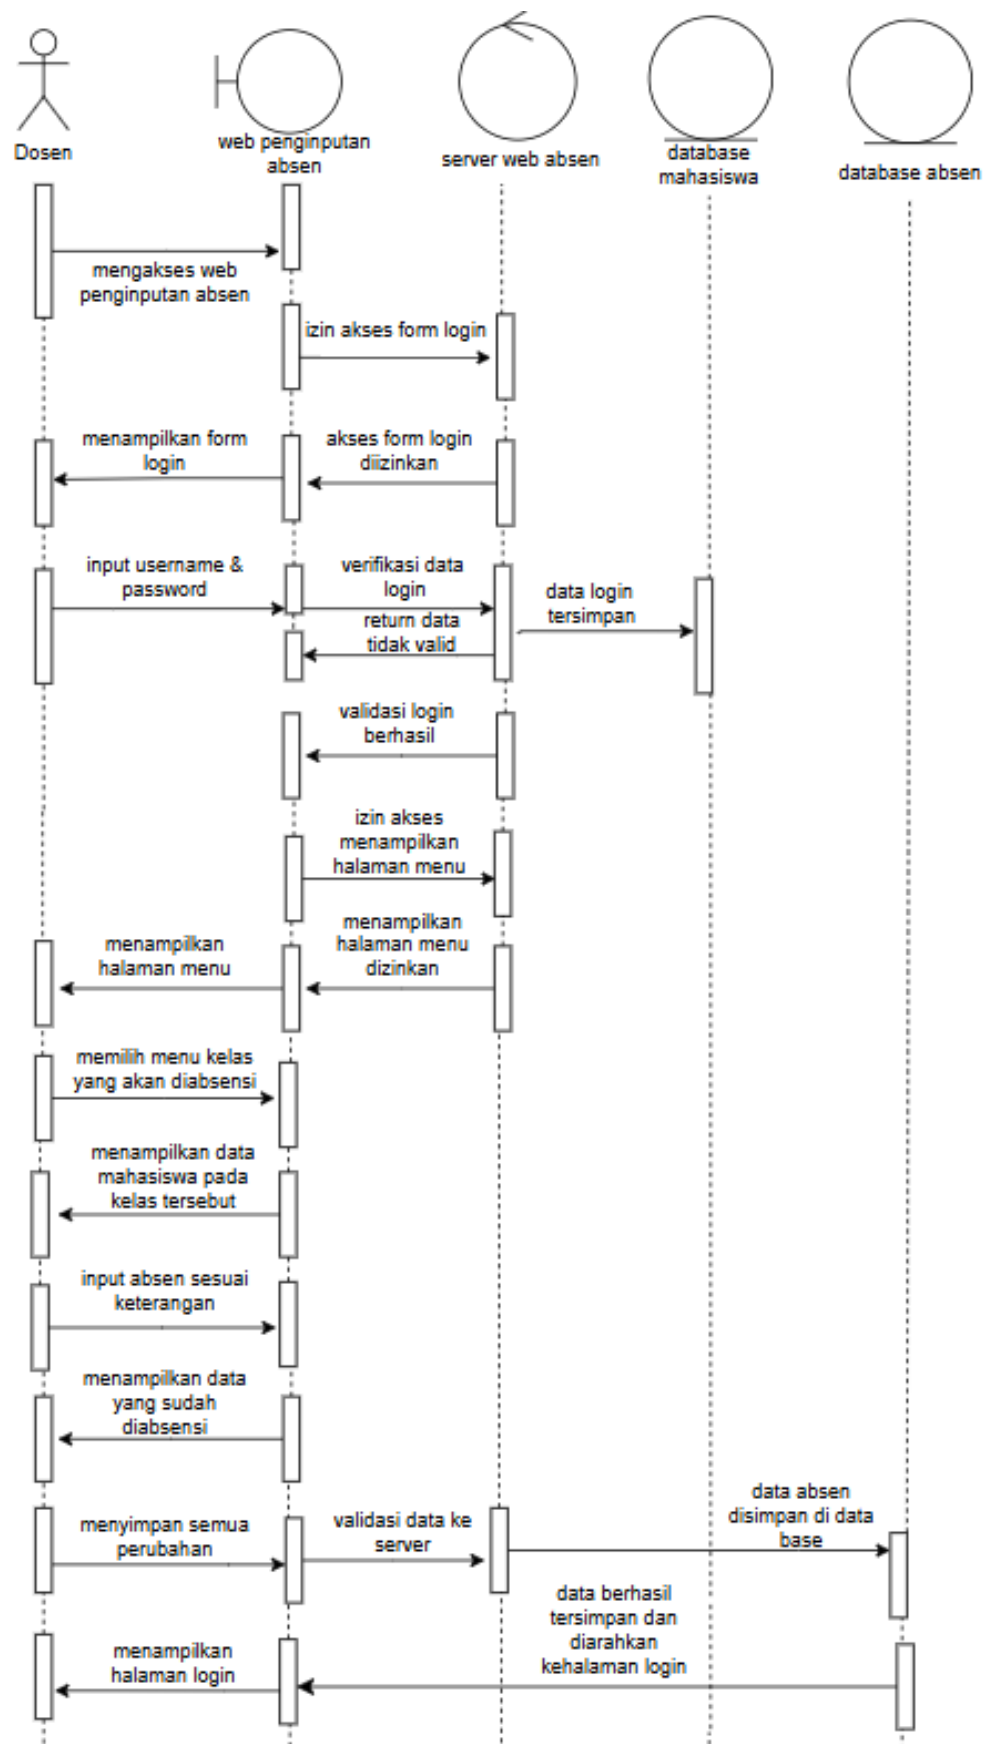 Dosen
web penginputan
absen
server web absen
database
mahasiswa
database absen
mengakses web
penginputan absen
izin akses form login
menampilkan form
login
akses form login
diizinkan
input username &
password
verifikasi data
login
return data
tidak valid
data login
tersimpan
validasi login
berhasil
izin akses
menampilkan
halaman menu
menampilkan
halaman menu
dizinkan
menampilkan
halaman menu
memilih menu kelas
yang akan diabsensi
menampilkan data
mahasiswa pada
kelas tersebut
input absen sesuai
keterangan
menampilkan data
yang sudah
diabsensi
menyimpan semua
perubahan
validasi data ke
server
data absen
disimpan di data
base
data berhasil
tersimpan dan
diarahkan
kehalaman login
menampilkan
halaman login